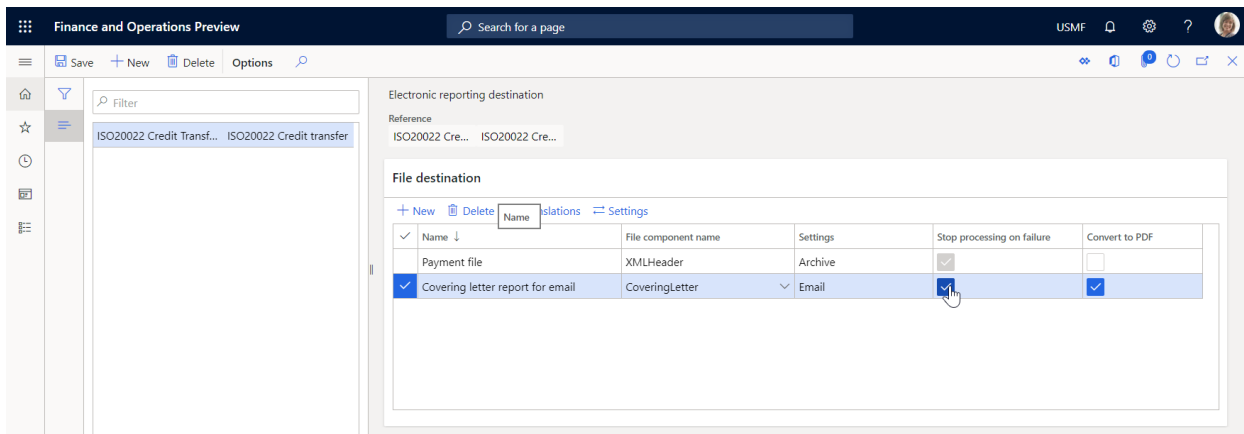 Finance and Operations Preview
Search for a page
USMF
?
Save
New
Delete
Options
0
Filter
ISO20022 Credit Transf... ISO20022 Credit transfer
Electronic reporting destination
Reference
ISO20022 Cre... ISO20022 Cre...
File destination
New Delete Name nslations Settings
Name ↓ File component name Settings Stop processing on failure Convert to PDF
Payment file XMLHeader Archive
Covering letter report for email CoveringLetter Email